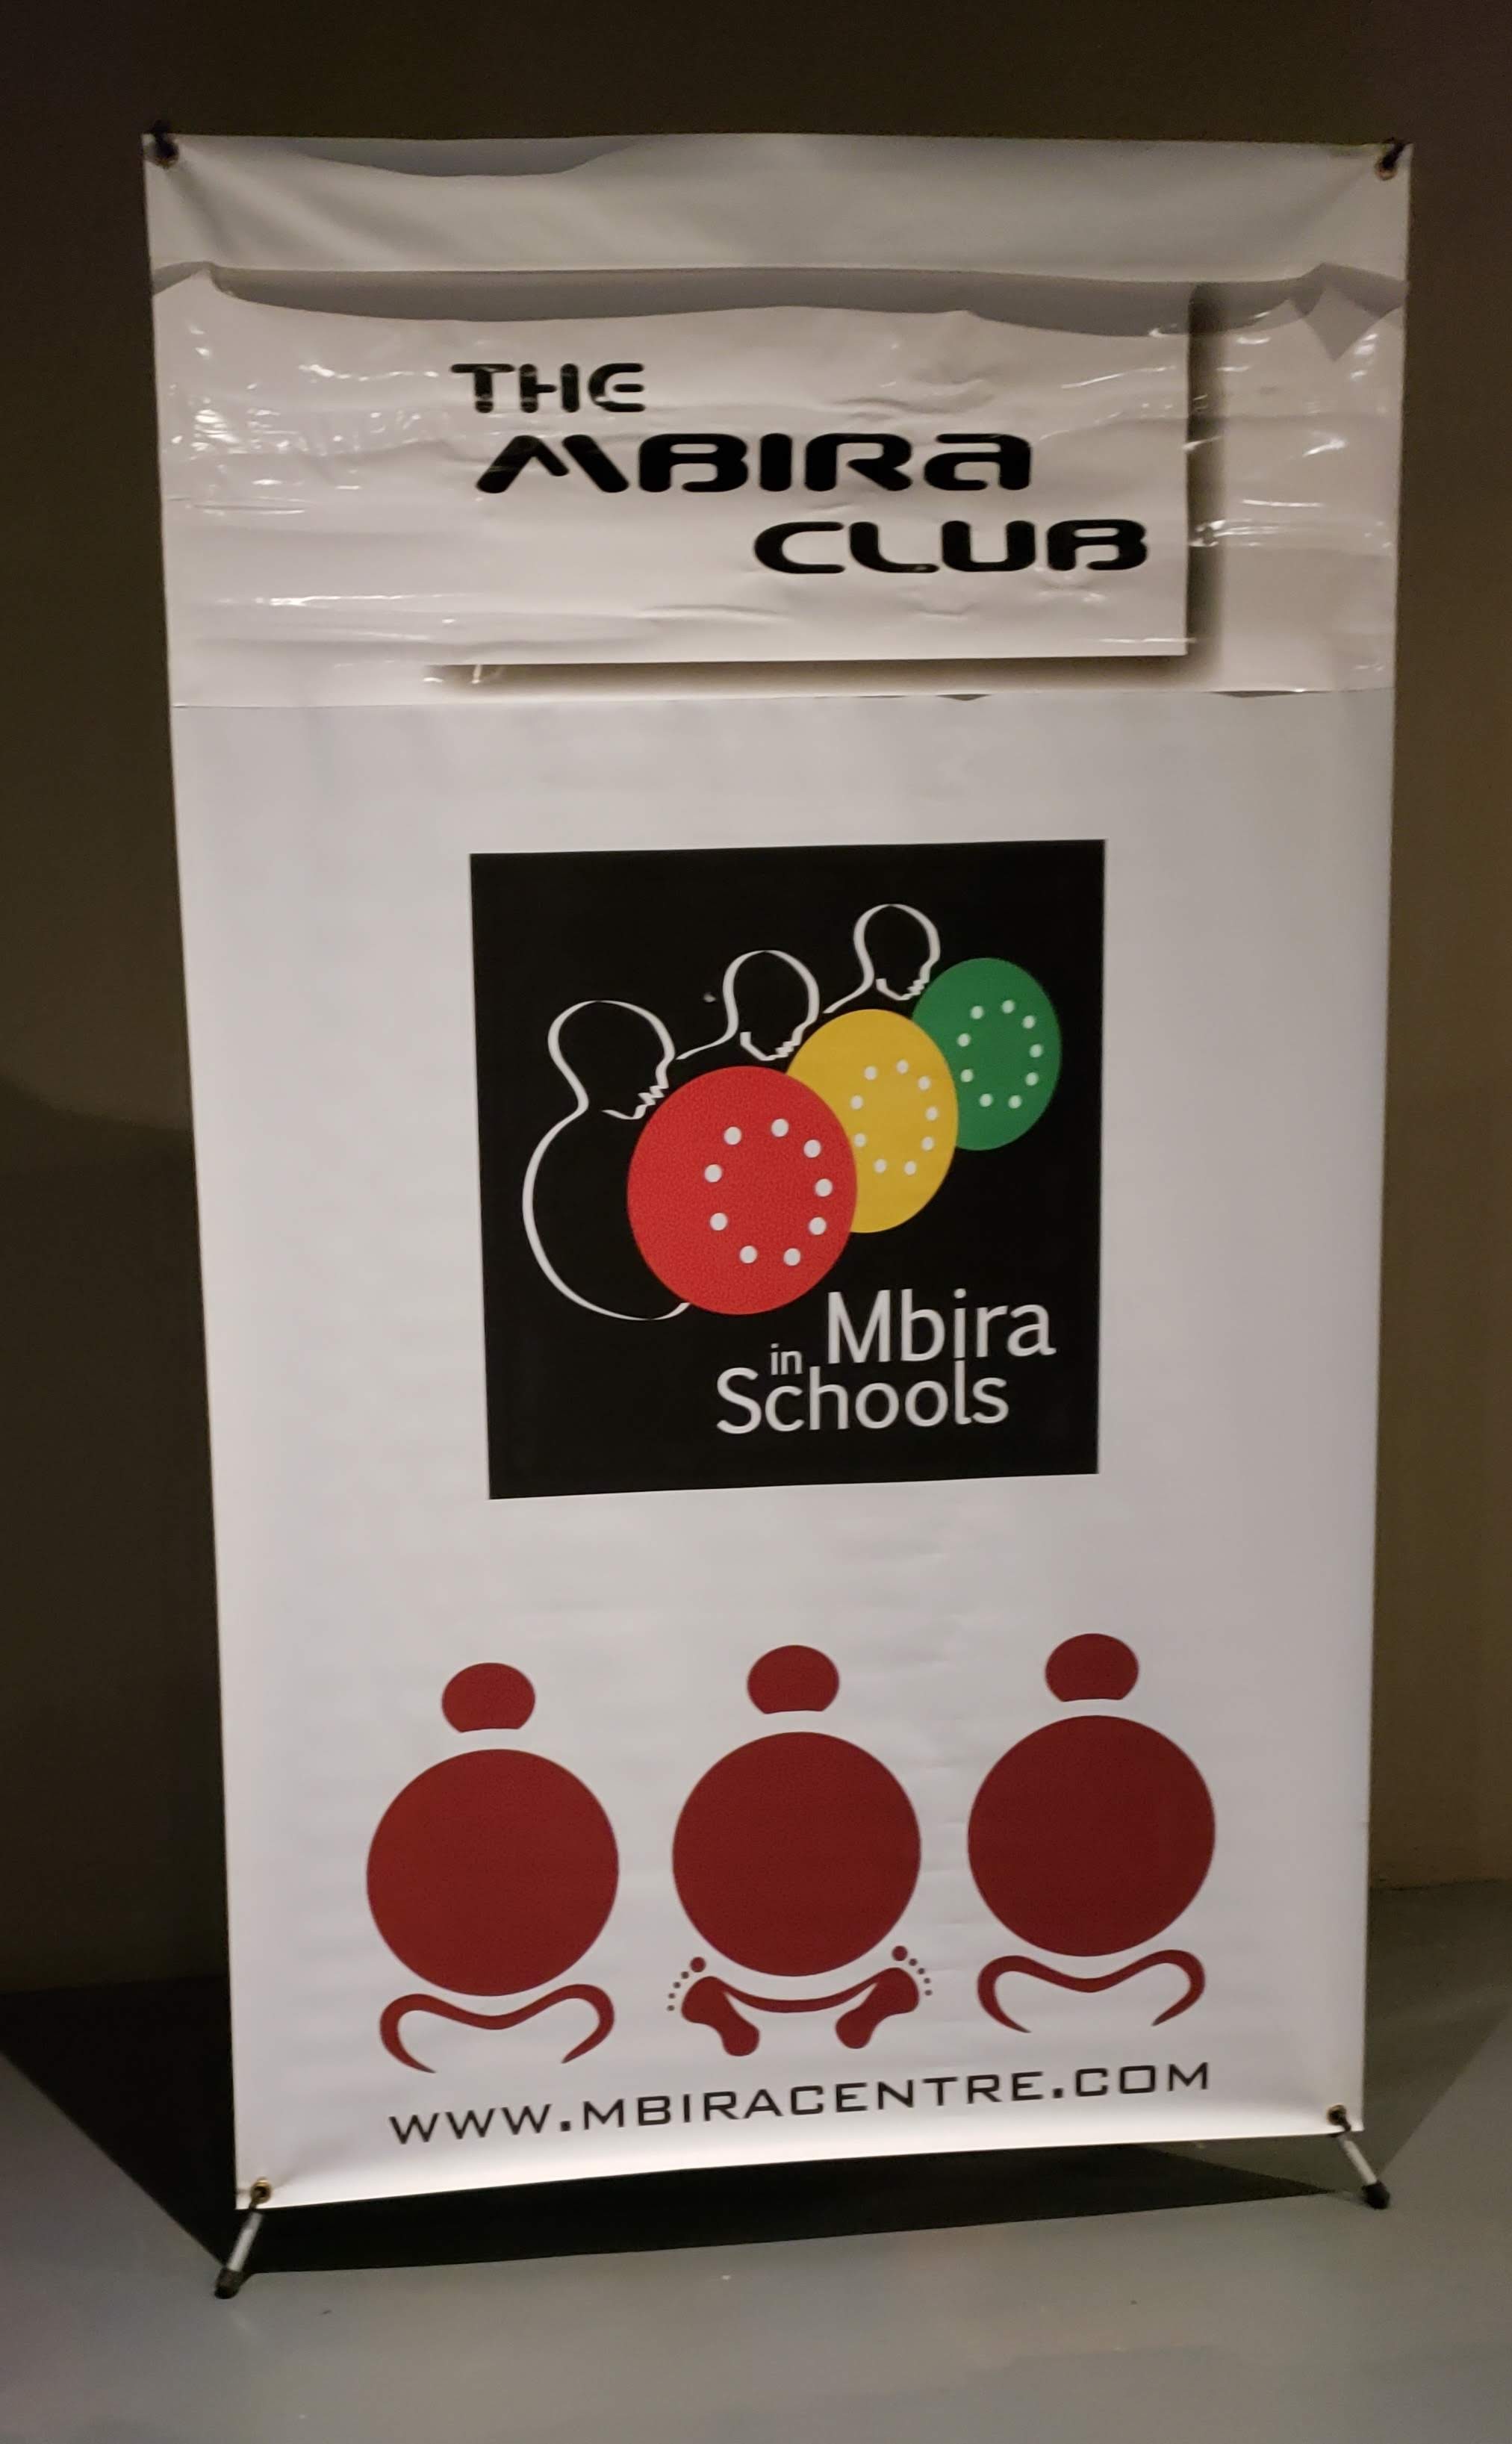 THE
MBIRA
CLUB
in Mbira
Schools
WWW.MBIRACENTRE.COM